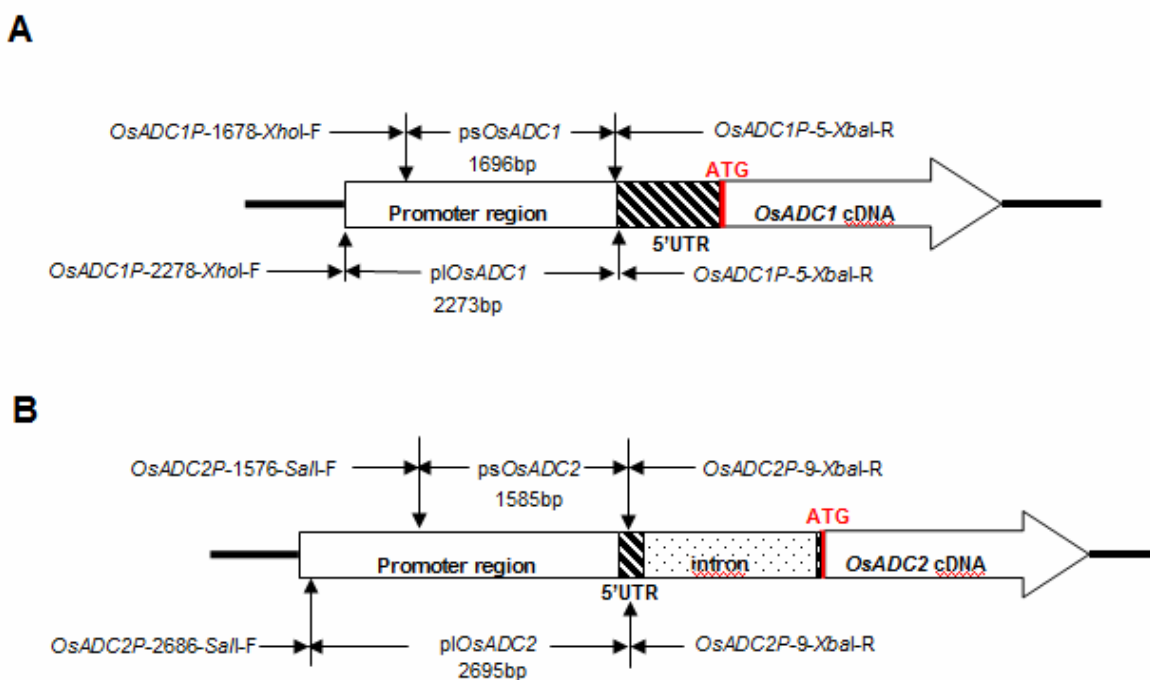 A
OsADC1P-1678-XhoI-F
psOsADC1
OsADC1P-5-XbaI-R
1696bp
ATG
Promoter region
OsADC1 cDNA
5'UTR
OsADC1P-2278-XhoI-F
plOsADC1
OsADC1P-5-XbaI-R
2273bp
B
OsADC2P-1576-SalI-F
psOsADC2
OsADC2P-9-XbaI-R
1585bp
ATG
Promoter region
intron
OsADC2 cDNA
5'UTR
OsADC2P-2686-SalI-F
plOsADC2
OsADC2P-9-XbaI-R
2695bp